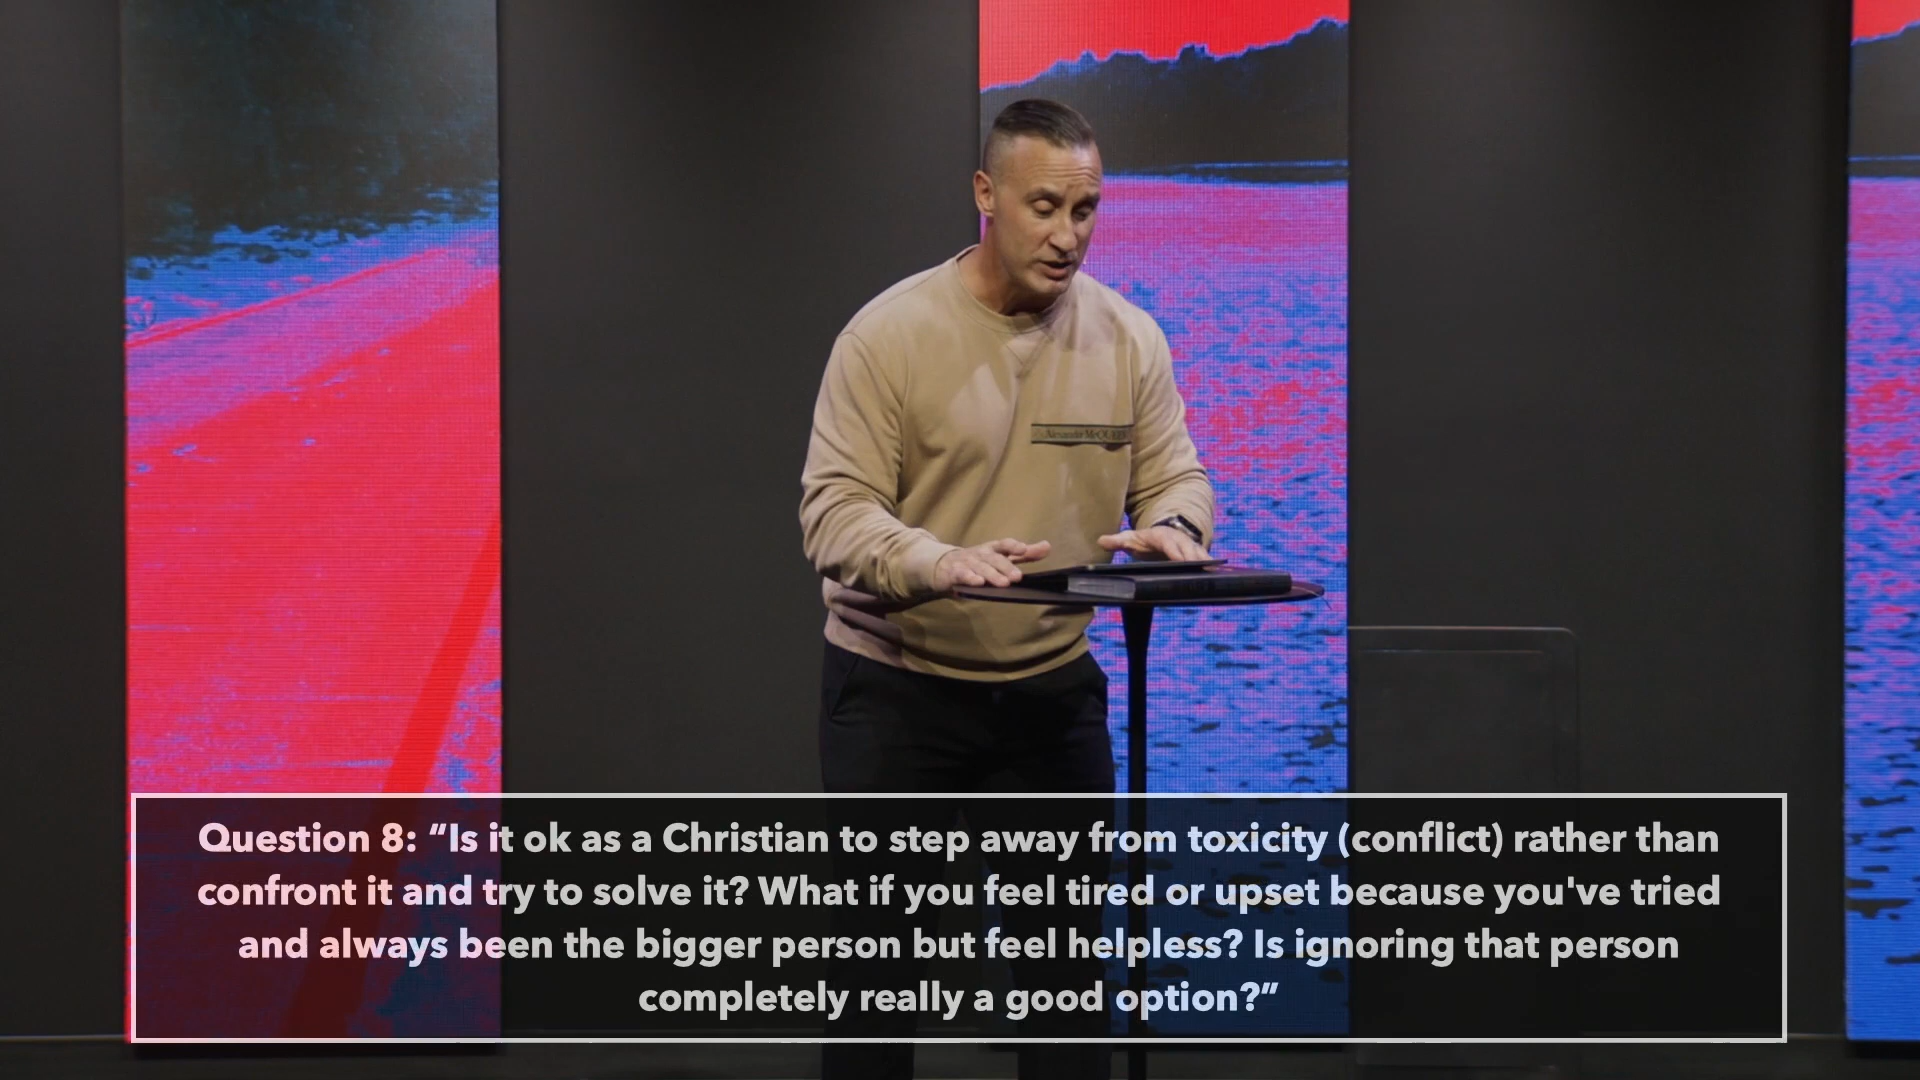 Alexander McQUEEN
Question 8: “Is it ok as a Christian to step away from toxicity (conflict) rather than
confront it and try to solve it? What if you feel tired or upset because you've tried
and always been the bigger person but feel helpless? Is ignoring that person
completely really a good option?”